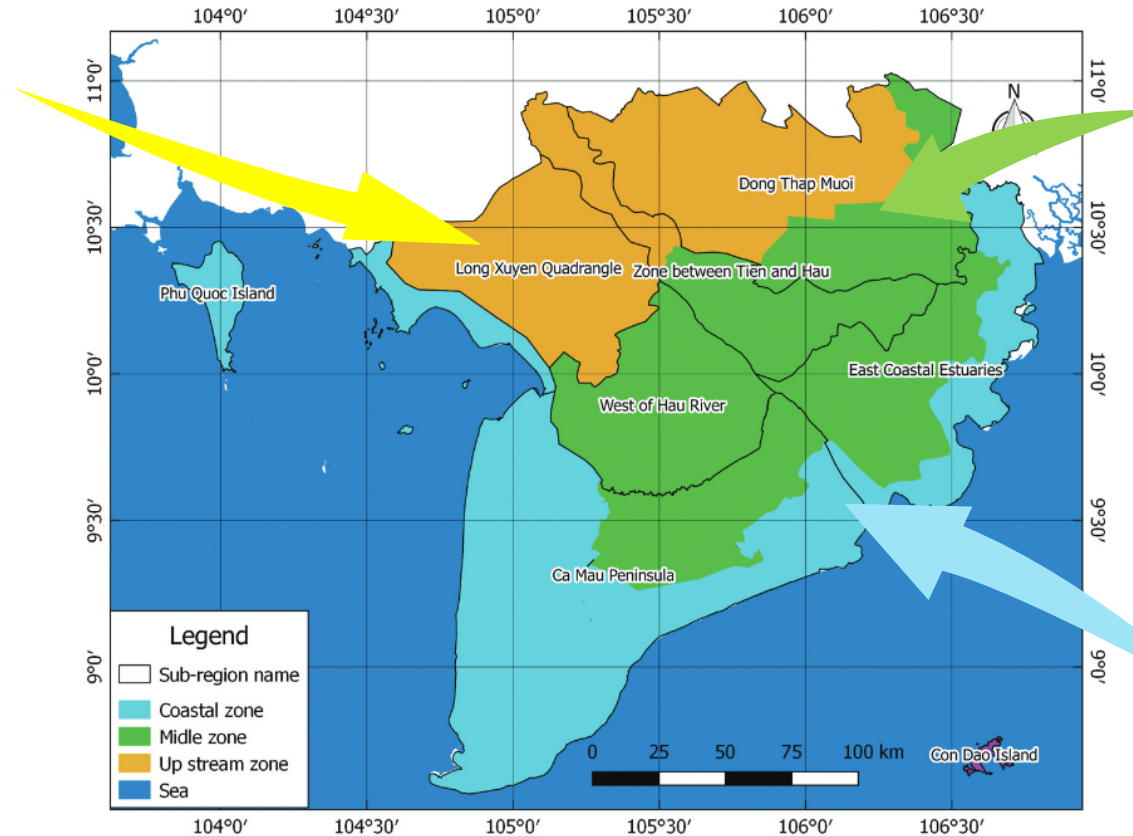 104°0′ 104°30′ 105°0′ 105°30′ 106°0′ 106°30′
11°0′ 11°0′
N
Dong Thap Muoi
10°30′ 10°30′
Long Xuyen Quadrangle Zone between Tien and Hau
Phu Quoc Island
10°0′ 10°0′
East Coastal Estuaries
West of Hau River
9°30′ 9°30′
Ca Mau Peninsula
Legend
Sub-region name
9°0′ 9°0′
Coastal zone
Midle zone
Up stream zone
Sea
0 25 50 75 100 km
Con Dao Island
104°0′ 104°30′ 105°0′ 105°30′ 106°0′ 106°30′